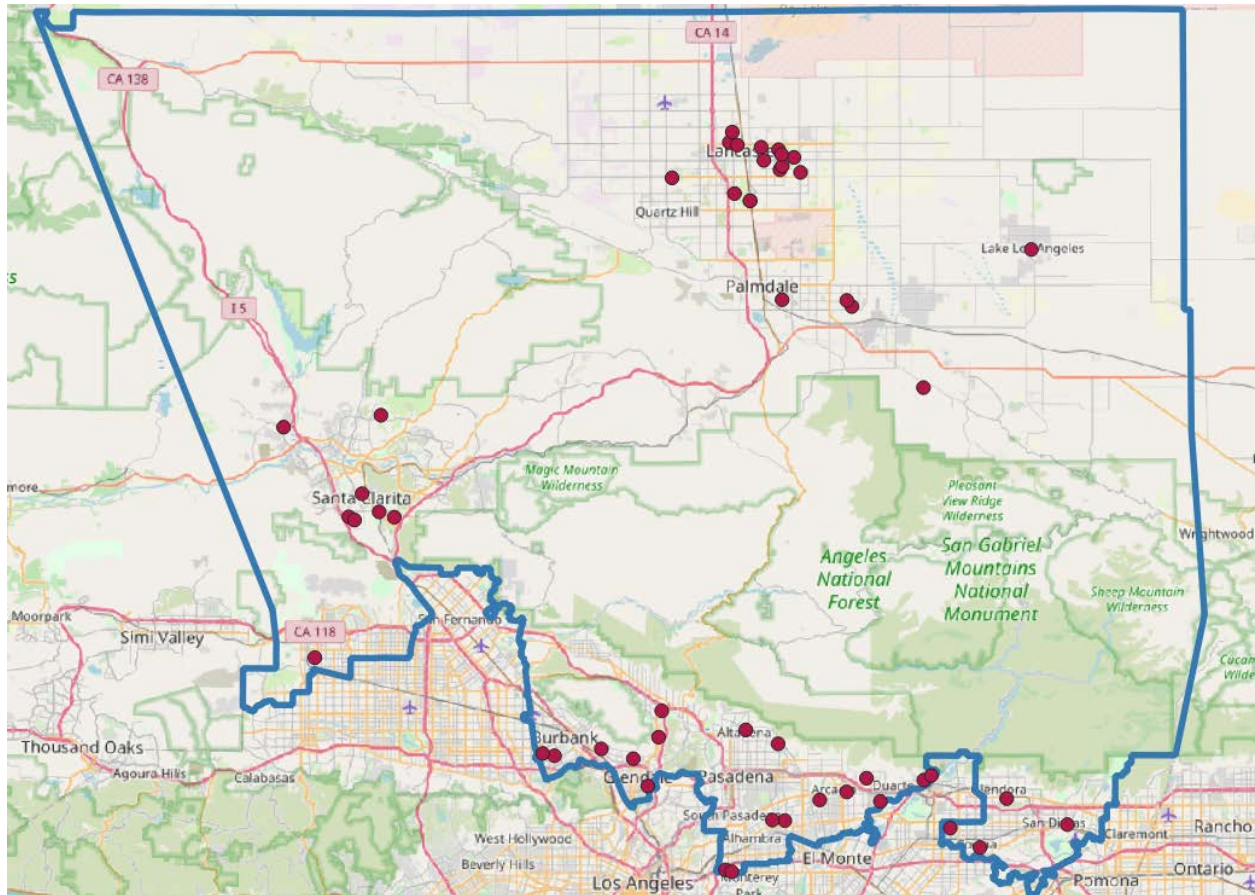 CA 14
CA 138
Quartz Hill
Lake Los Angeles
Palmdale
I 5
Magic Mountain
Wilderness
Santa Clarita
Pleasant
View Ridge
Wilderness
Wrightwood
Angeles
National
Forest
San Gabriel
Mountains
National
Monument
Sheep Mountain
Wilderness
Moorpark
Simi Valley
CA 118
San Fernando
Thousand Oaks
Agoura Hills
Calabasas
Burbank
Glendale
Altadena
Pasadena
Duarte
South Pasadena
Alhambra
San Dimas
Claremont
Rancho
West Hollywood
Beverly Hills
Los Angeles
Monterey
Park
El Monte
Pomona
Ontario